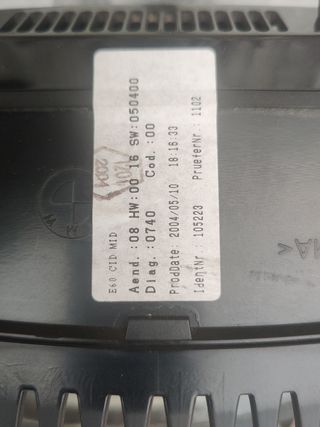 E60 CID MID
Aend.:08 HW:00 16 SW:050400
Diag.:0740 Cod.:00
ProdDate: 2004/05/10 18:16:33
IdentNr : 105223 PrueferNr : 1102